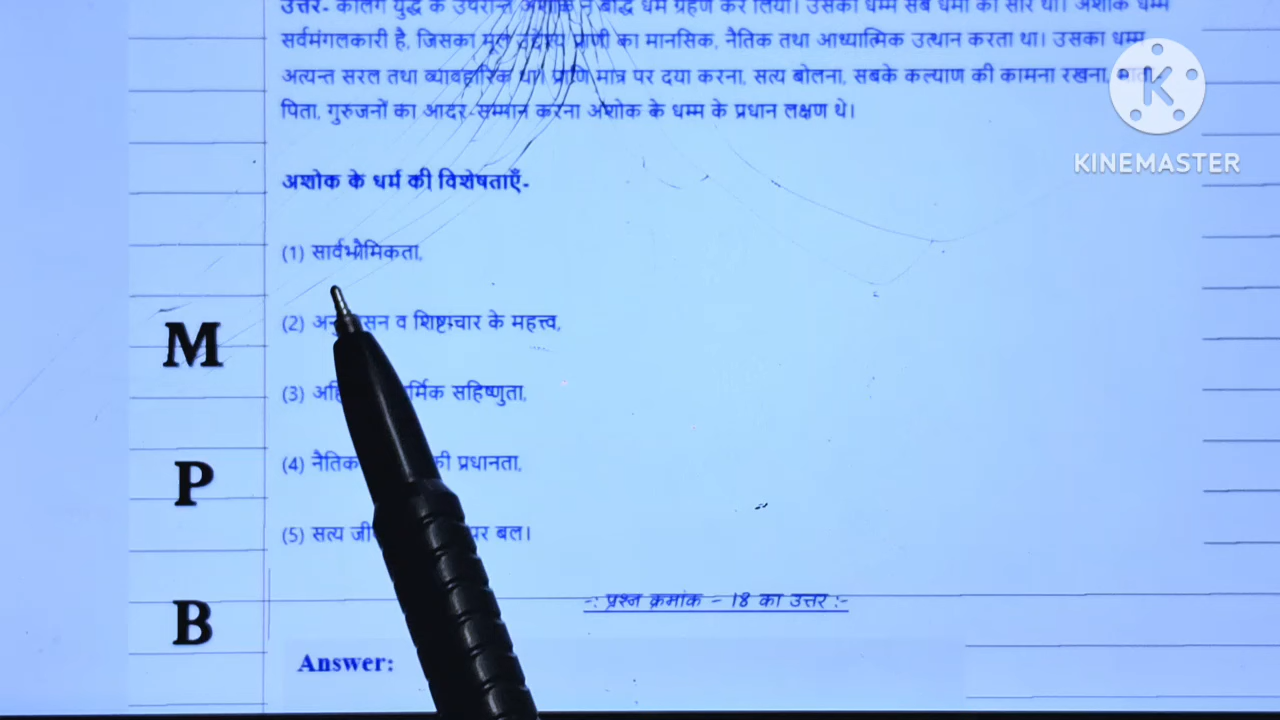 उत्तर- कलिंग युद्ध के उपरान्त अशोक ने बौद्ध धर्म ग्रहण कर लिया। उसका धम्म सब धर्मों का सार था। अशोक धम्म
सर्वमंगलकारी है, जिसका मूल उद्देश्य प्राणी का मानसिक, नैतिक तथा आध्यात्मिक उत्थान करता था। उसका धम्म
अत्यन्त सरल तथा व्यावहारिक था। प्राणि मात्र पर दया करना, सत्य बोलना, सबके कल्याण की कामना रखना,
पिता, गुरुजनों का आदर-सम्मान करना अशोक के धम्म के प्रधान लक्षण थे।
KINEMASTER
अशोक के धर्म की विशेषताएँ-
(1) सार्वभौमिकता,
(2) व शिष्टाचार के महत्त्व,
(3) सहिष्णुता,
(4) नैतिक की प्रधानता,
(5) सत्य पर बल।
M
P
B
-: प्रश्न क्रमांक - 18 का उत्तर :-
Answer: